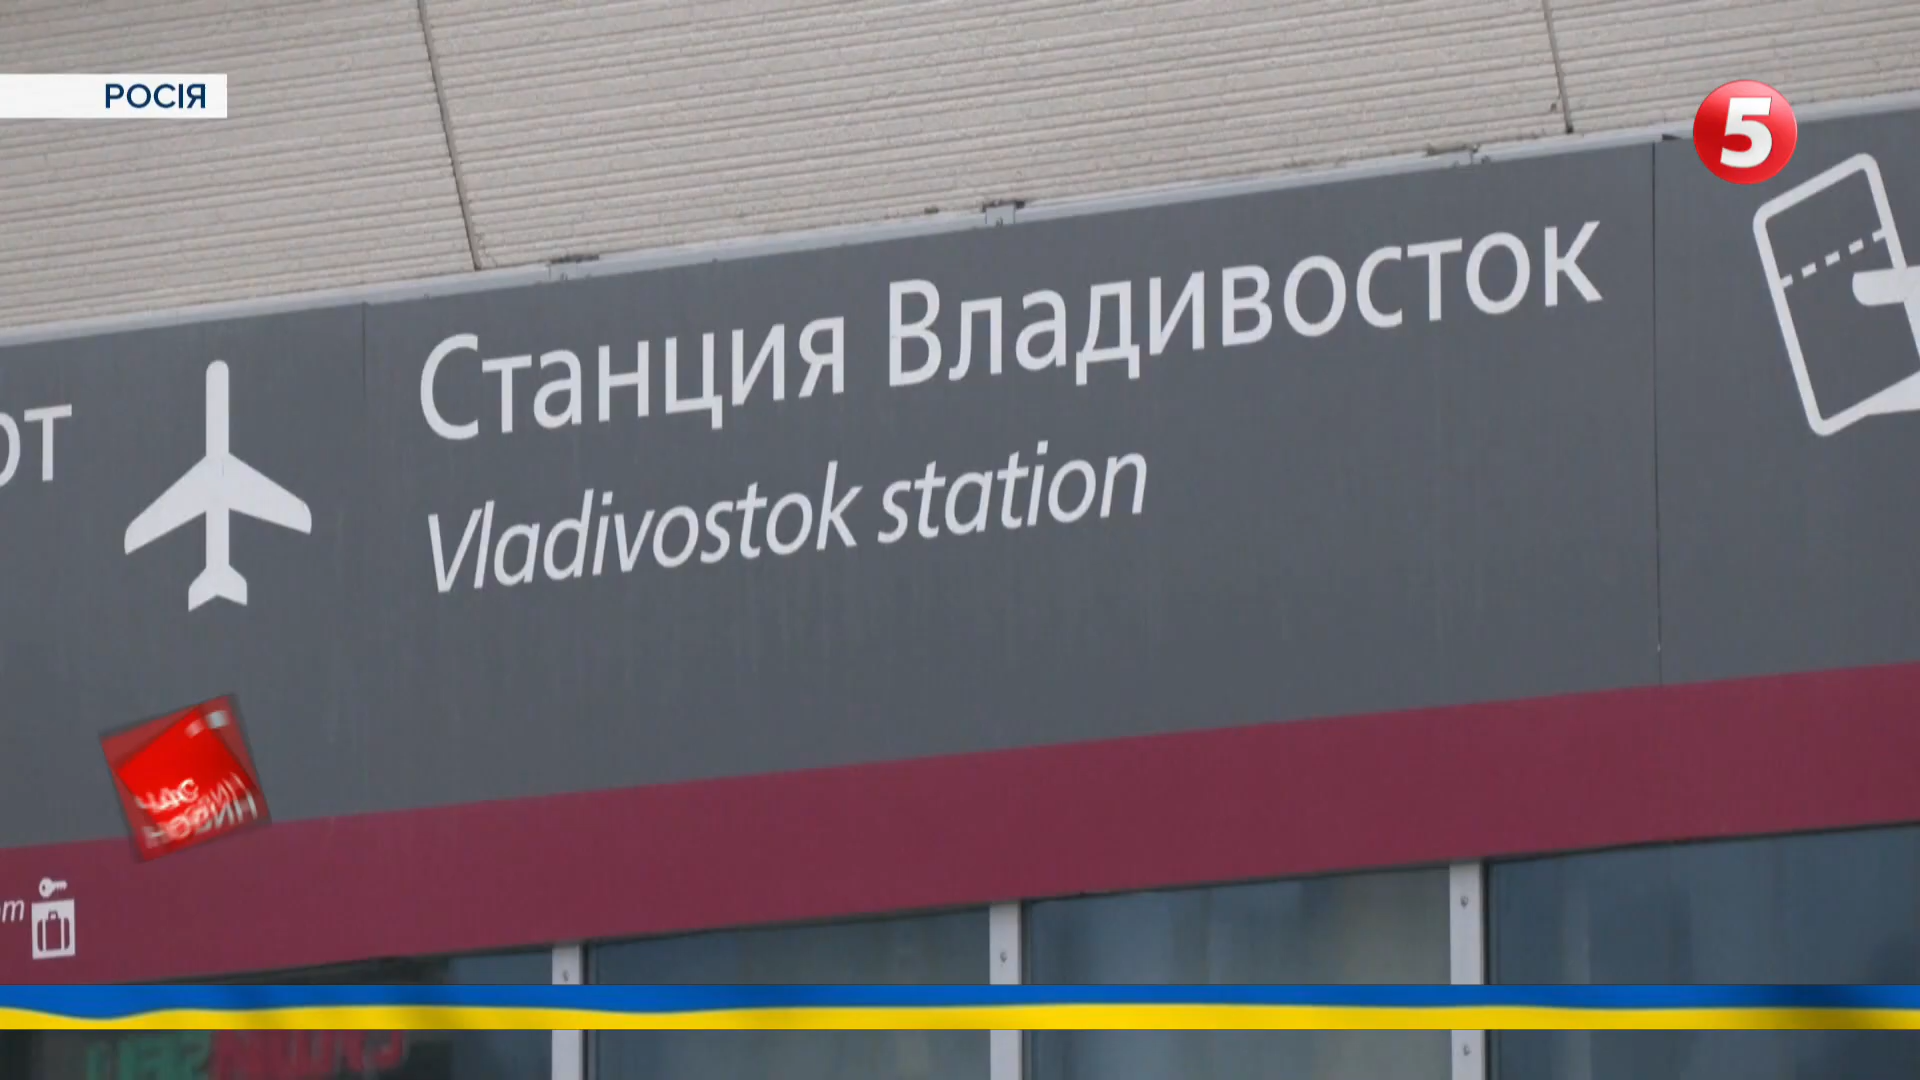 РОСІЯ
5
Станция Владивосток
Vladivostok station
ЧАС
НОВИН